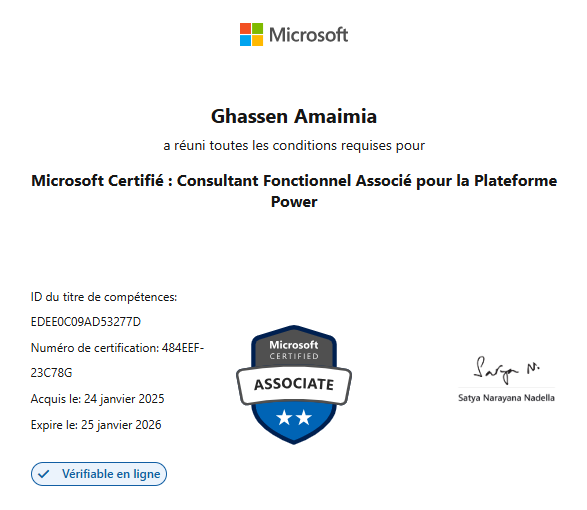 Microsoft
Ghassen Amaimia
a réuni toutes les conditions requises pour
Microsoft Certifié : Consultant Fonctionnel Associé pour la Plateforme
Power
ID du titre de compétences:
EDEE0C09AD53277D
Numéro de certification: 484EEF-
23C78G
Acquis le: 24 janvier 2025
Expire le: 25 janvier 2026
Microsoft
CERTIFIED
ASSOCIATE
Satya N.
Satya Narayana Nadella
Vérifiable en ligne